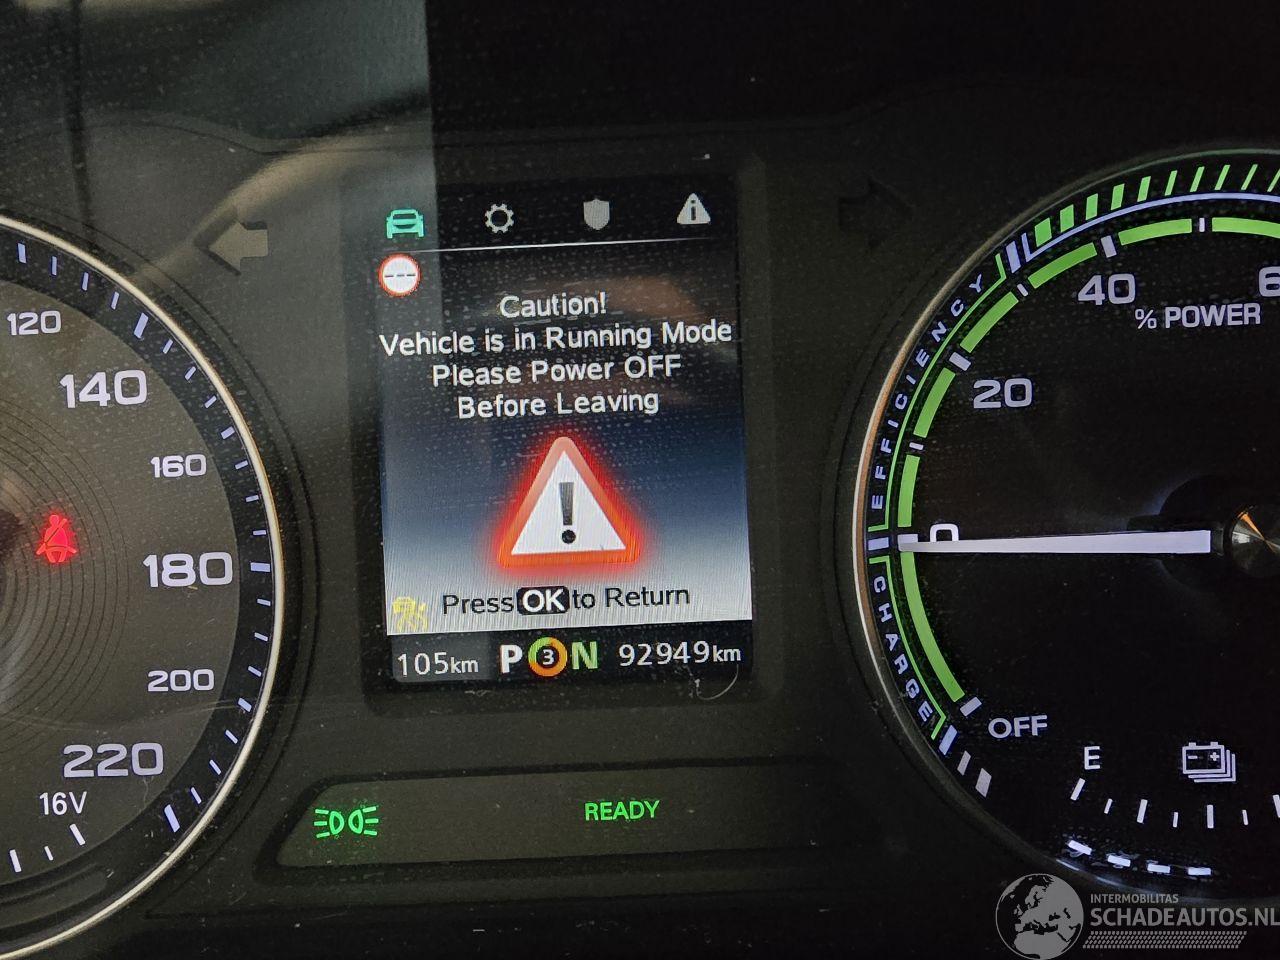 Caution!
Vehicle is in Running Mode
Please Power OFF
Before Leaving
Press OK to Return
105km P 3 N 92949km
READY
120
140
160
180
200
220
16V
EFFICIENCY
CHARGE
0
20
40
% POWER
OFF
E
INTERMOBILITAS
SCHADEAUTOS.NL